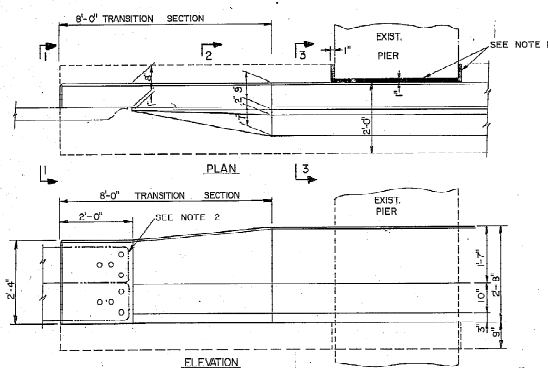 8'-0" TRANSITION SECTION
1
2
3
1"
EXIST.
PIER
SEE NOTE 1
1"
2'-0"
PLAN
1
3
8'-0" TRANSITION SECTION
2'-0"
SEE NOTE 2
EXIST.
PIER
2'-4"
1'-7"
2'-8"
10"
3"
9"
ELEVATION